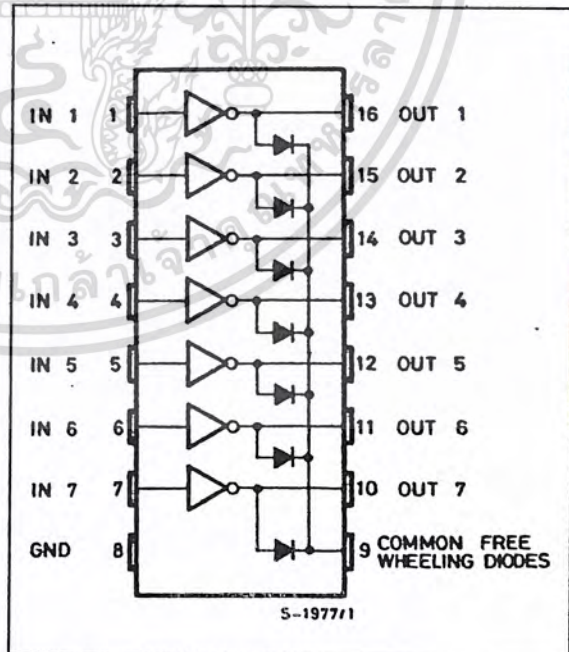 IN 1 1 16 OUT 1
IN 2 2 15 OUT 2
IN 3 3 14 OUT 3
IN 4 4 13 OUT 4
IN 5 5 12 OUT 5
IN 6 6 11 OUT 6
IN 7 7 10 OUT 7
GND 8 9 COMMON FREE
WHEELING DIODES
S-1977/1